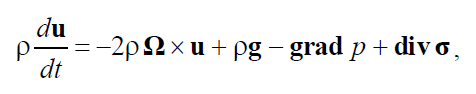 ρ du/dt = −2ρ Ω × u + ρg − grad p + div σ ,